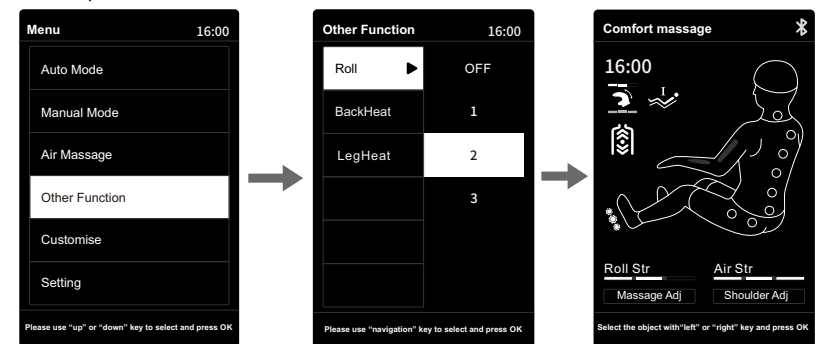 Menu 16:00
Auto Mode
Manual Mode
Air Massage
Other Function
Customise
Setting
Please use “up” or “down” key to select and press OK
Other Function 16:00
Roll OFF
BackHeat 1
LegHeat 2
3
Please use “navigation” key to select and press OK
Comfort massage
16:00
I
Roll Str Air Str
Massage Adj Shoulder Adj
Select the object with“left” or “right” key and press OK